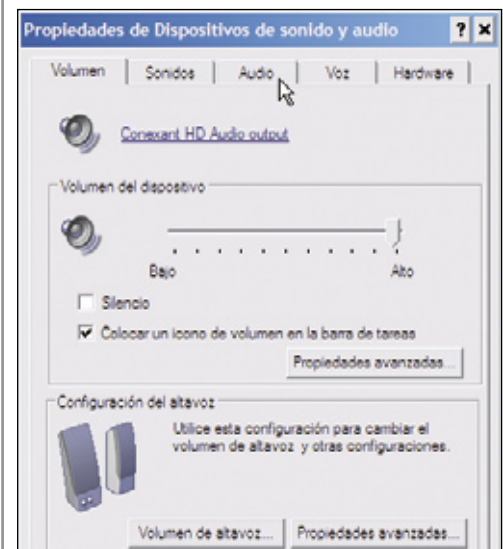 Propiedades de Dispositivos de sonido y audio
Volumen Sonidos Audio Voz Hardware
Conexant HD Audio output
Volumen del dispositivo
Bajo Alto
Silencio
Colocar un icono de volumen en la barra de tareas
Propiedades avanzadas...
Configuración del altavoz
Utilice esta configuración para cambiar el
volumen de altavoz y otras configuraciones.
Volumen de altavoz... Propiedades avanzadas...